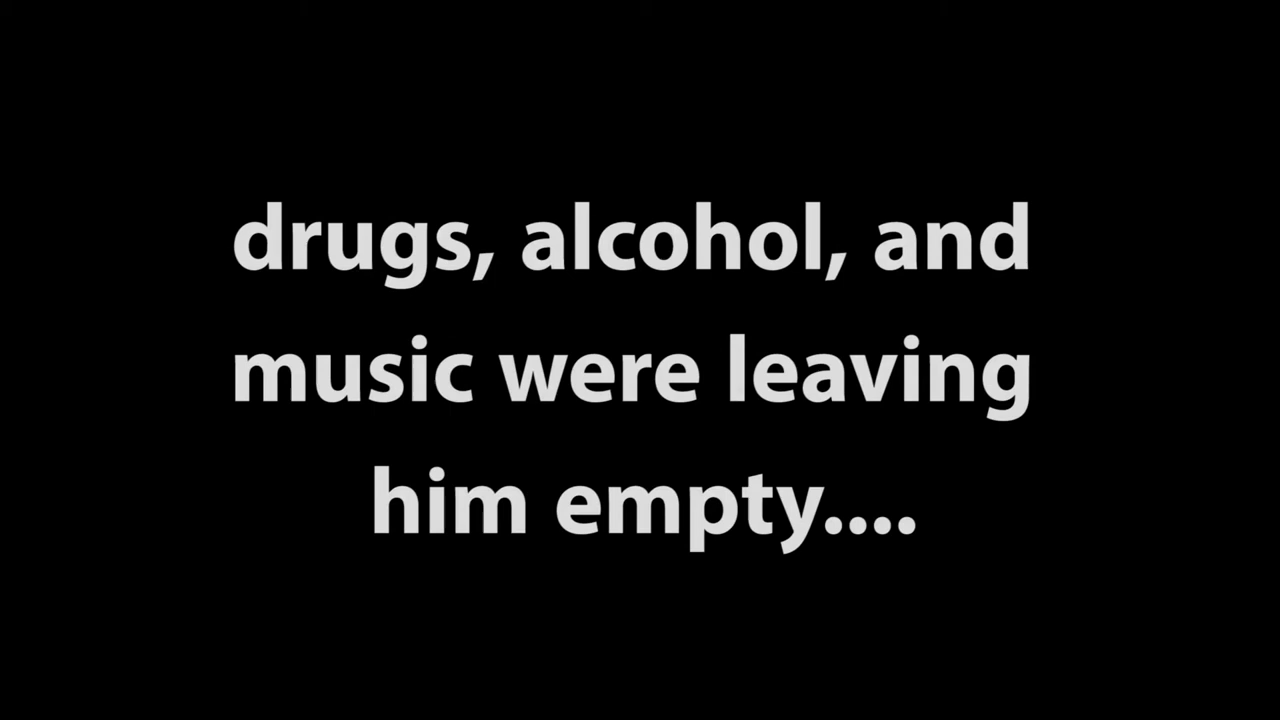 drugs, alcohol, and
music were leaving
him empty....